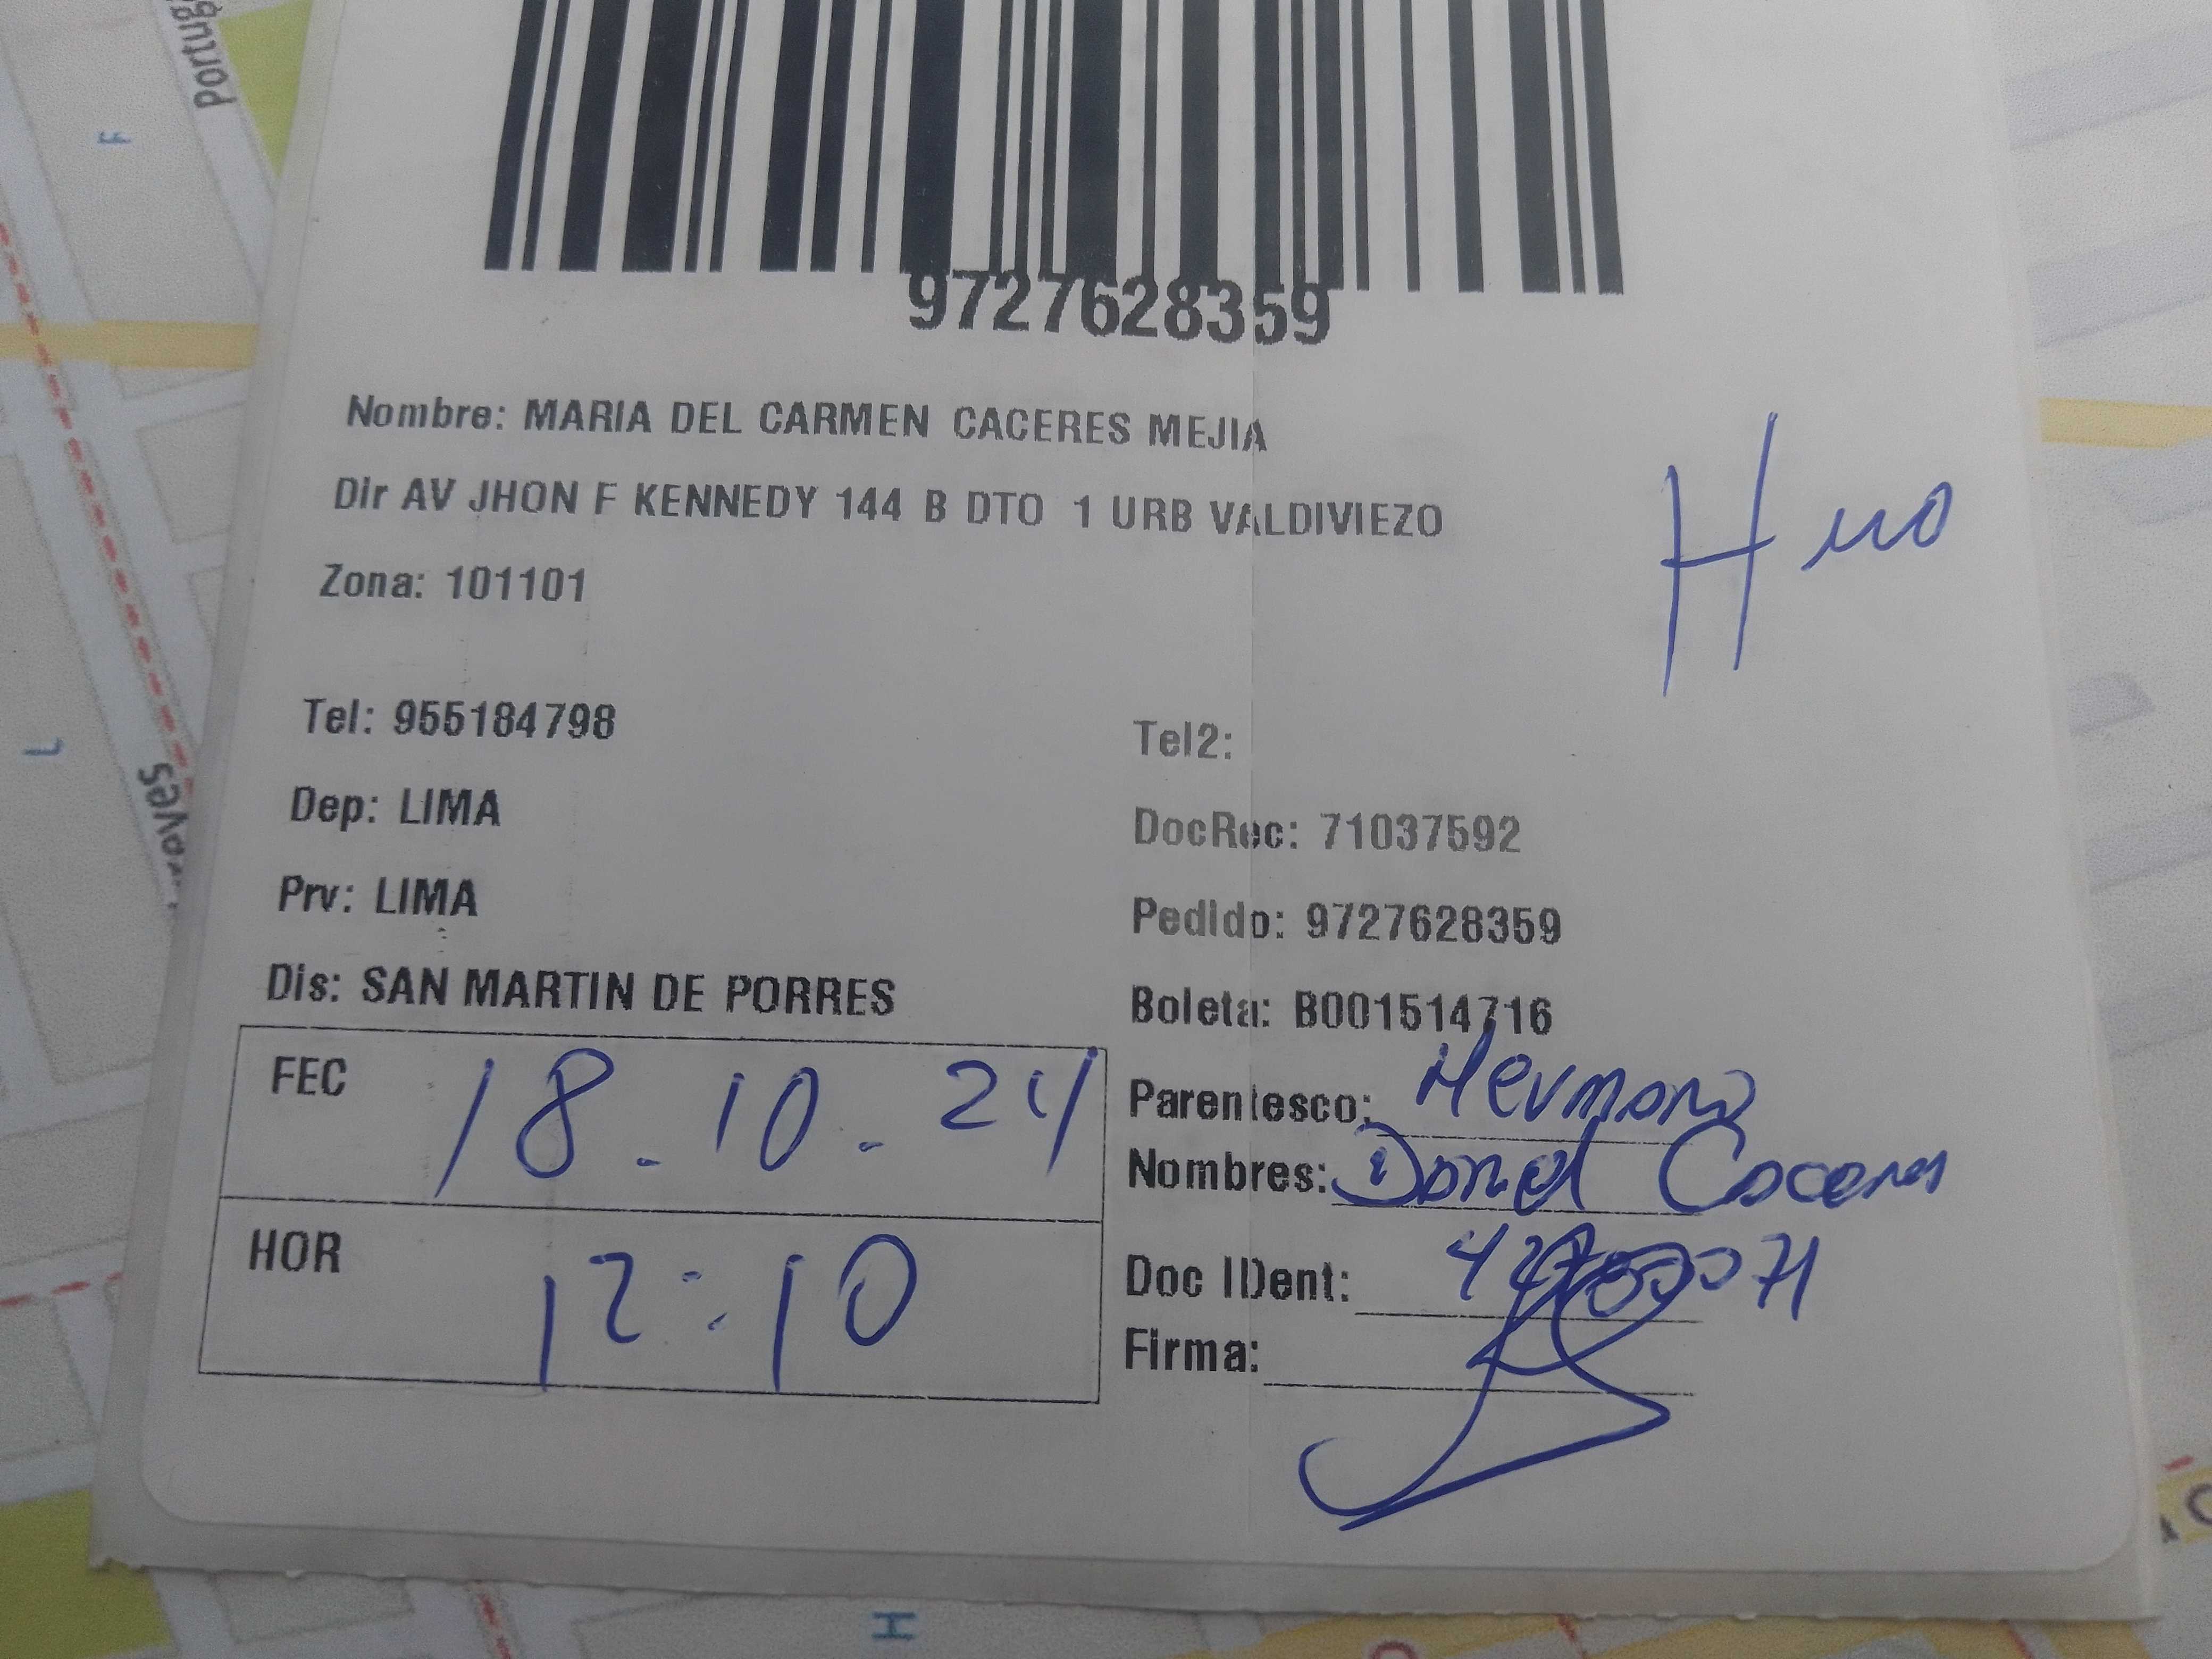 9727628359
Nombre: MARIA DEL CARMEN CACERES MEJIA
Dir AV JHON F KENNEDY 144 B DTO 1 URB VALDIVIEZO
Hno
Zona: 101101
Tel: 955184798
Tel2:
Dep: LIMA
DocRec: 71037592
Prv: LIMA
Pedido: 9727628359
Dis: SAN MARTIN DE PORRES
Boleta: B001514716
FEC 18.10.24
Parentesco: Hermano
Nombres: Daniel Caceres
HOR 12:10
Doc IDent:
Firma:
Portug
F
L
H